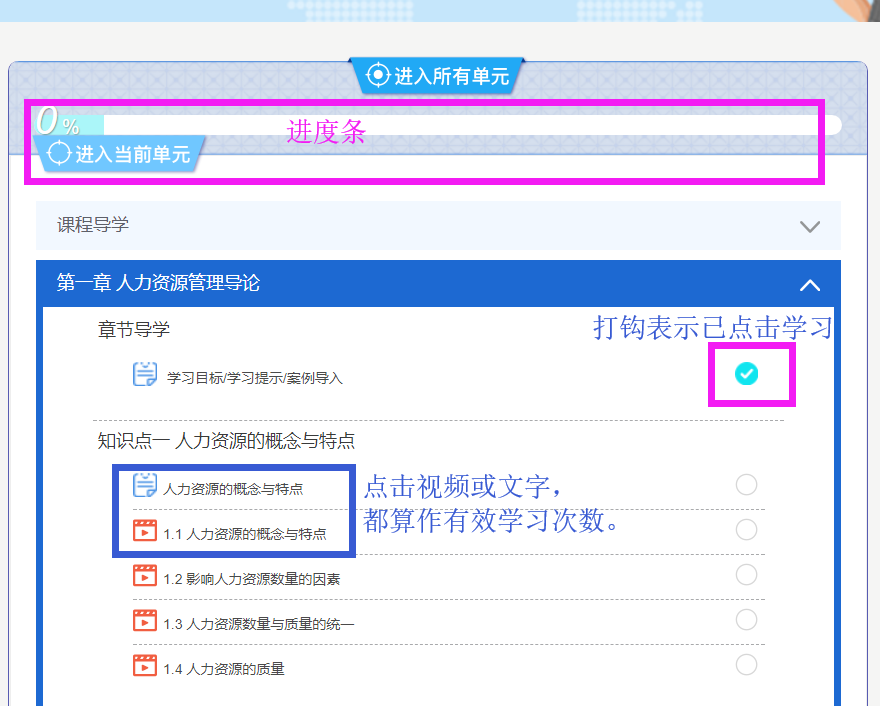 进入所有单元
0%
进度条
进入当前单元
课程导学
第一章 人力资源管理导论
章节导学
打钩表示已点击学习
学习目标/学习提示/案例导入
知识点一 人力资源的概念与特点
人力资源的概念与特点
点击视频或文字，
都算作有效学习次数。
1.1 人力资源的概念与特点
1.2 影响人力资源数量的因素
1.3 人力资源数量与质量的统一
1.4 人力资源的质量